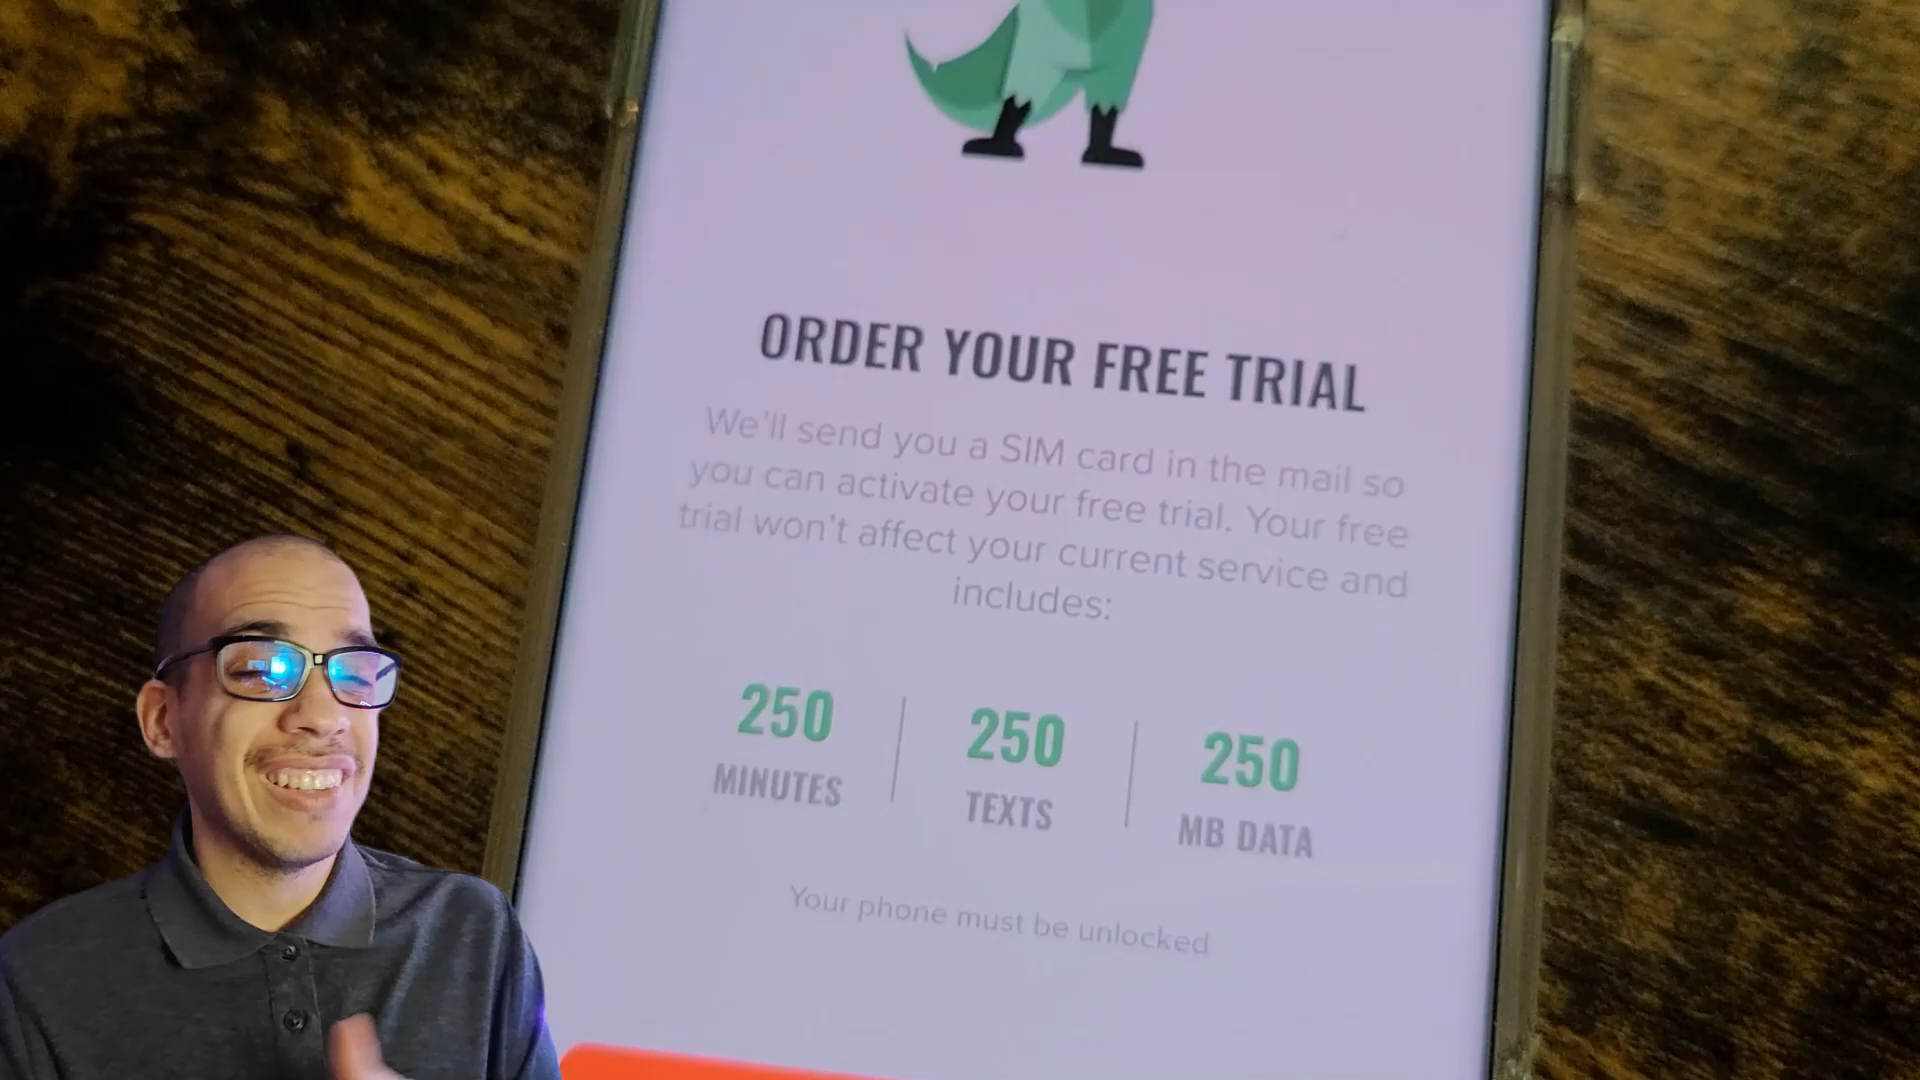 ORDER YOUR FREE TRIAL
We'll send you a SIM card in the mail so
you can activate your free trial. Your free
trial won't affect your current service and
includes:
250
MINUTES
250
TEXTS
250
MB DATA
Your phone must be unlocked